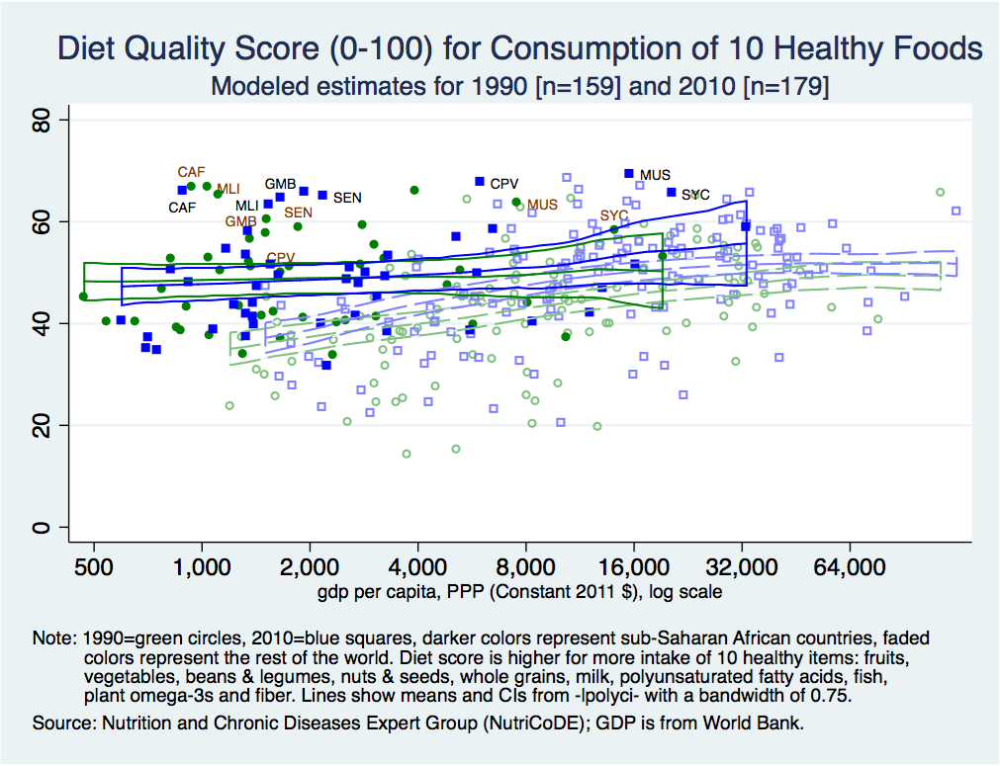 Diet Quality Score (0-100) for Consumption of 10 Healthy Foods
Modeled estimates for 1990 [n=159] and 2010 [n=179]
80
60
40
20
0
CAF
MLI
CAF
GMB
MLI
SEN
SEN
GMB
CPV
CPV
MUS
MUS
SYC
SYC
500
1,000
2,000
4,000
8,000
16,000
32,000
64,000
gdp per capita, PPP (Constant 2011 $), log scale
Note: 1990=green circles, 2010=blue squares, darker colors represent sub-Saharan African countries, faded
colors represent the rest of the world. Diet score is higher for more intake of 10 healthy items: fruits,
vegetables, beans & legumes, nuts & seeds, whole grains, milk, polyunsaturated fatty acids, fish,
plant omega-3s and fiber. Lines show means and CIs from -lpolyci- with a bandwidth of 0.75.
Source: Nutrition and Chronic Diseases Expert Group (NutriCoDE); GDP is from World Bank.